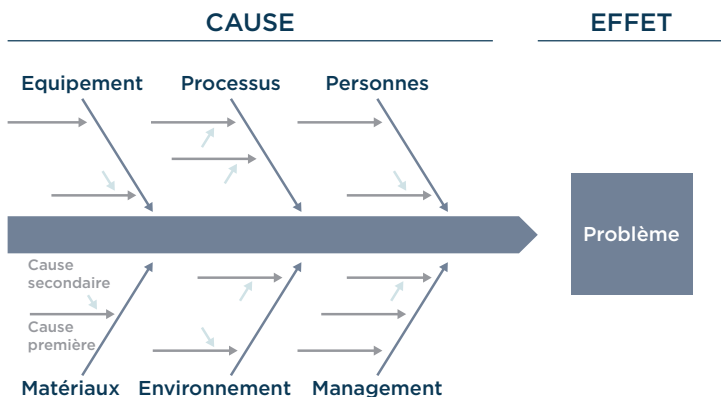 CAUSE
EFFET
Equipement
Processus
Personnes
Problème
Cause
secondaire
Cause
première
Matériaux
Environnement
Management